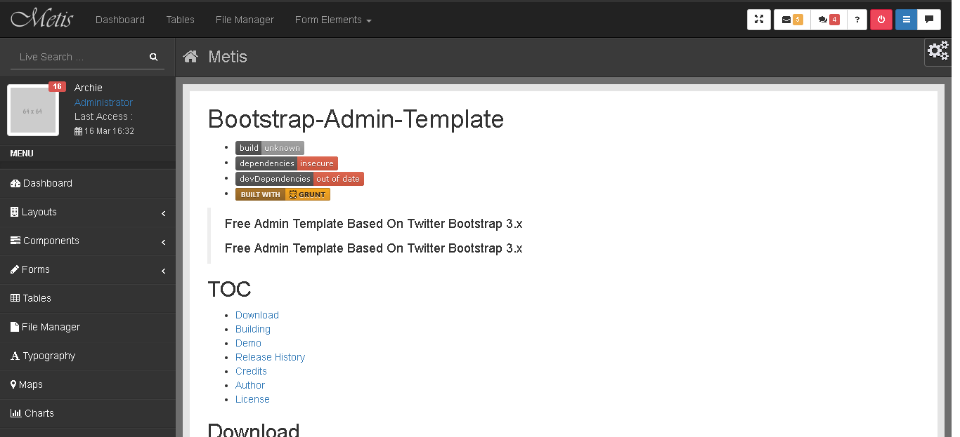 Metis Dashboard Tables File Manager Form Elements 6 4 ?
Live Search ...
Metis
64 x 64
16
Archie
Administrator
Last Access :
16 Mar 16:32
MENU
Dashboard
Layouts
Components
Forms
Tables
File Manager
Typography
Maps
Charts
Bootstrap-Admin-Template
build unknown
dependencies insecure
devDependencies out of date
BUILT WITH GRUNT
Free Admin Template Based On Twitter Bootstrap 3.x
Free Admin Template Based On Twitter Bootstrap 3.x
TOC
Download
Building
Demo
Release History
Credits
Author
License
Download